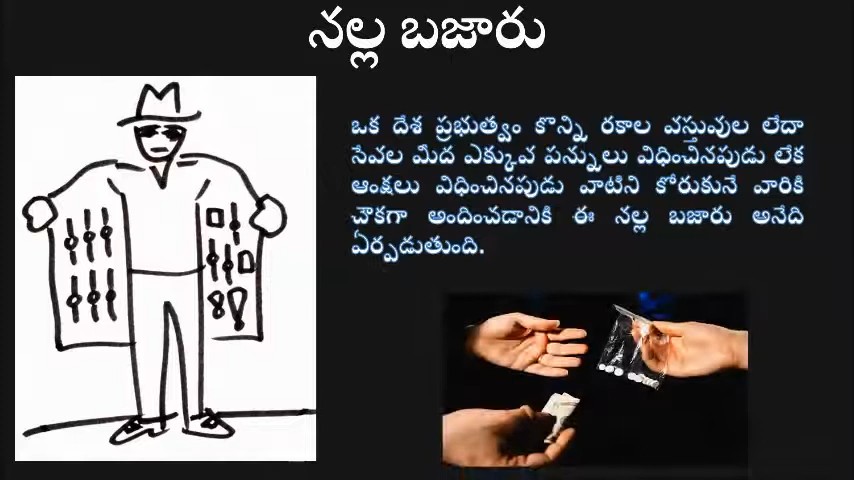 నల్ల బజారు
ఒక దేశ ప్రభుత్వం కొన్ని రకాల వస్తువుల లేదా
సేవల మీద ఎక్కువ పన్నులు విధించినపుడు లేక
ఆంక్షలు విధించినపుడు వాటిని కోరుకునే వారికి
చౌకగా అందించడానికి ఈ నల్ల బజారు అనేది
ఏర్పడుతుంది.